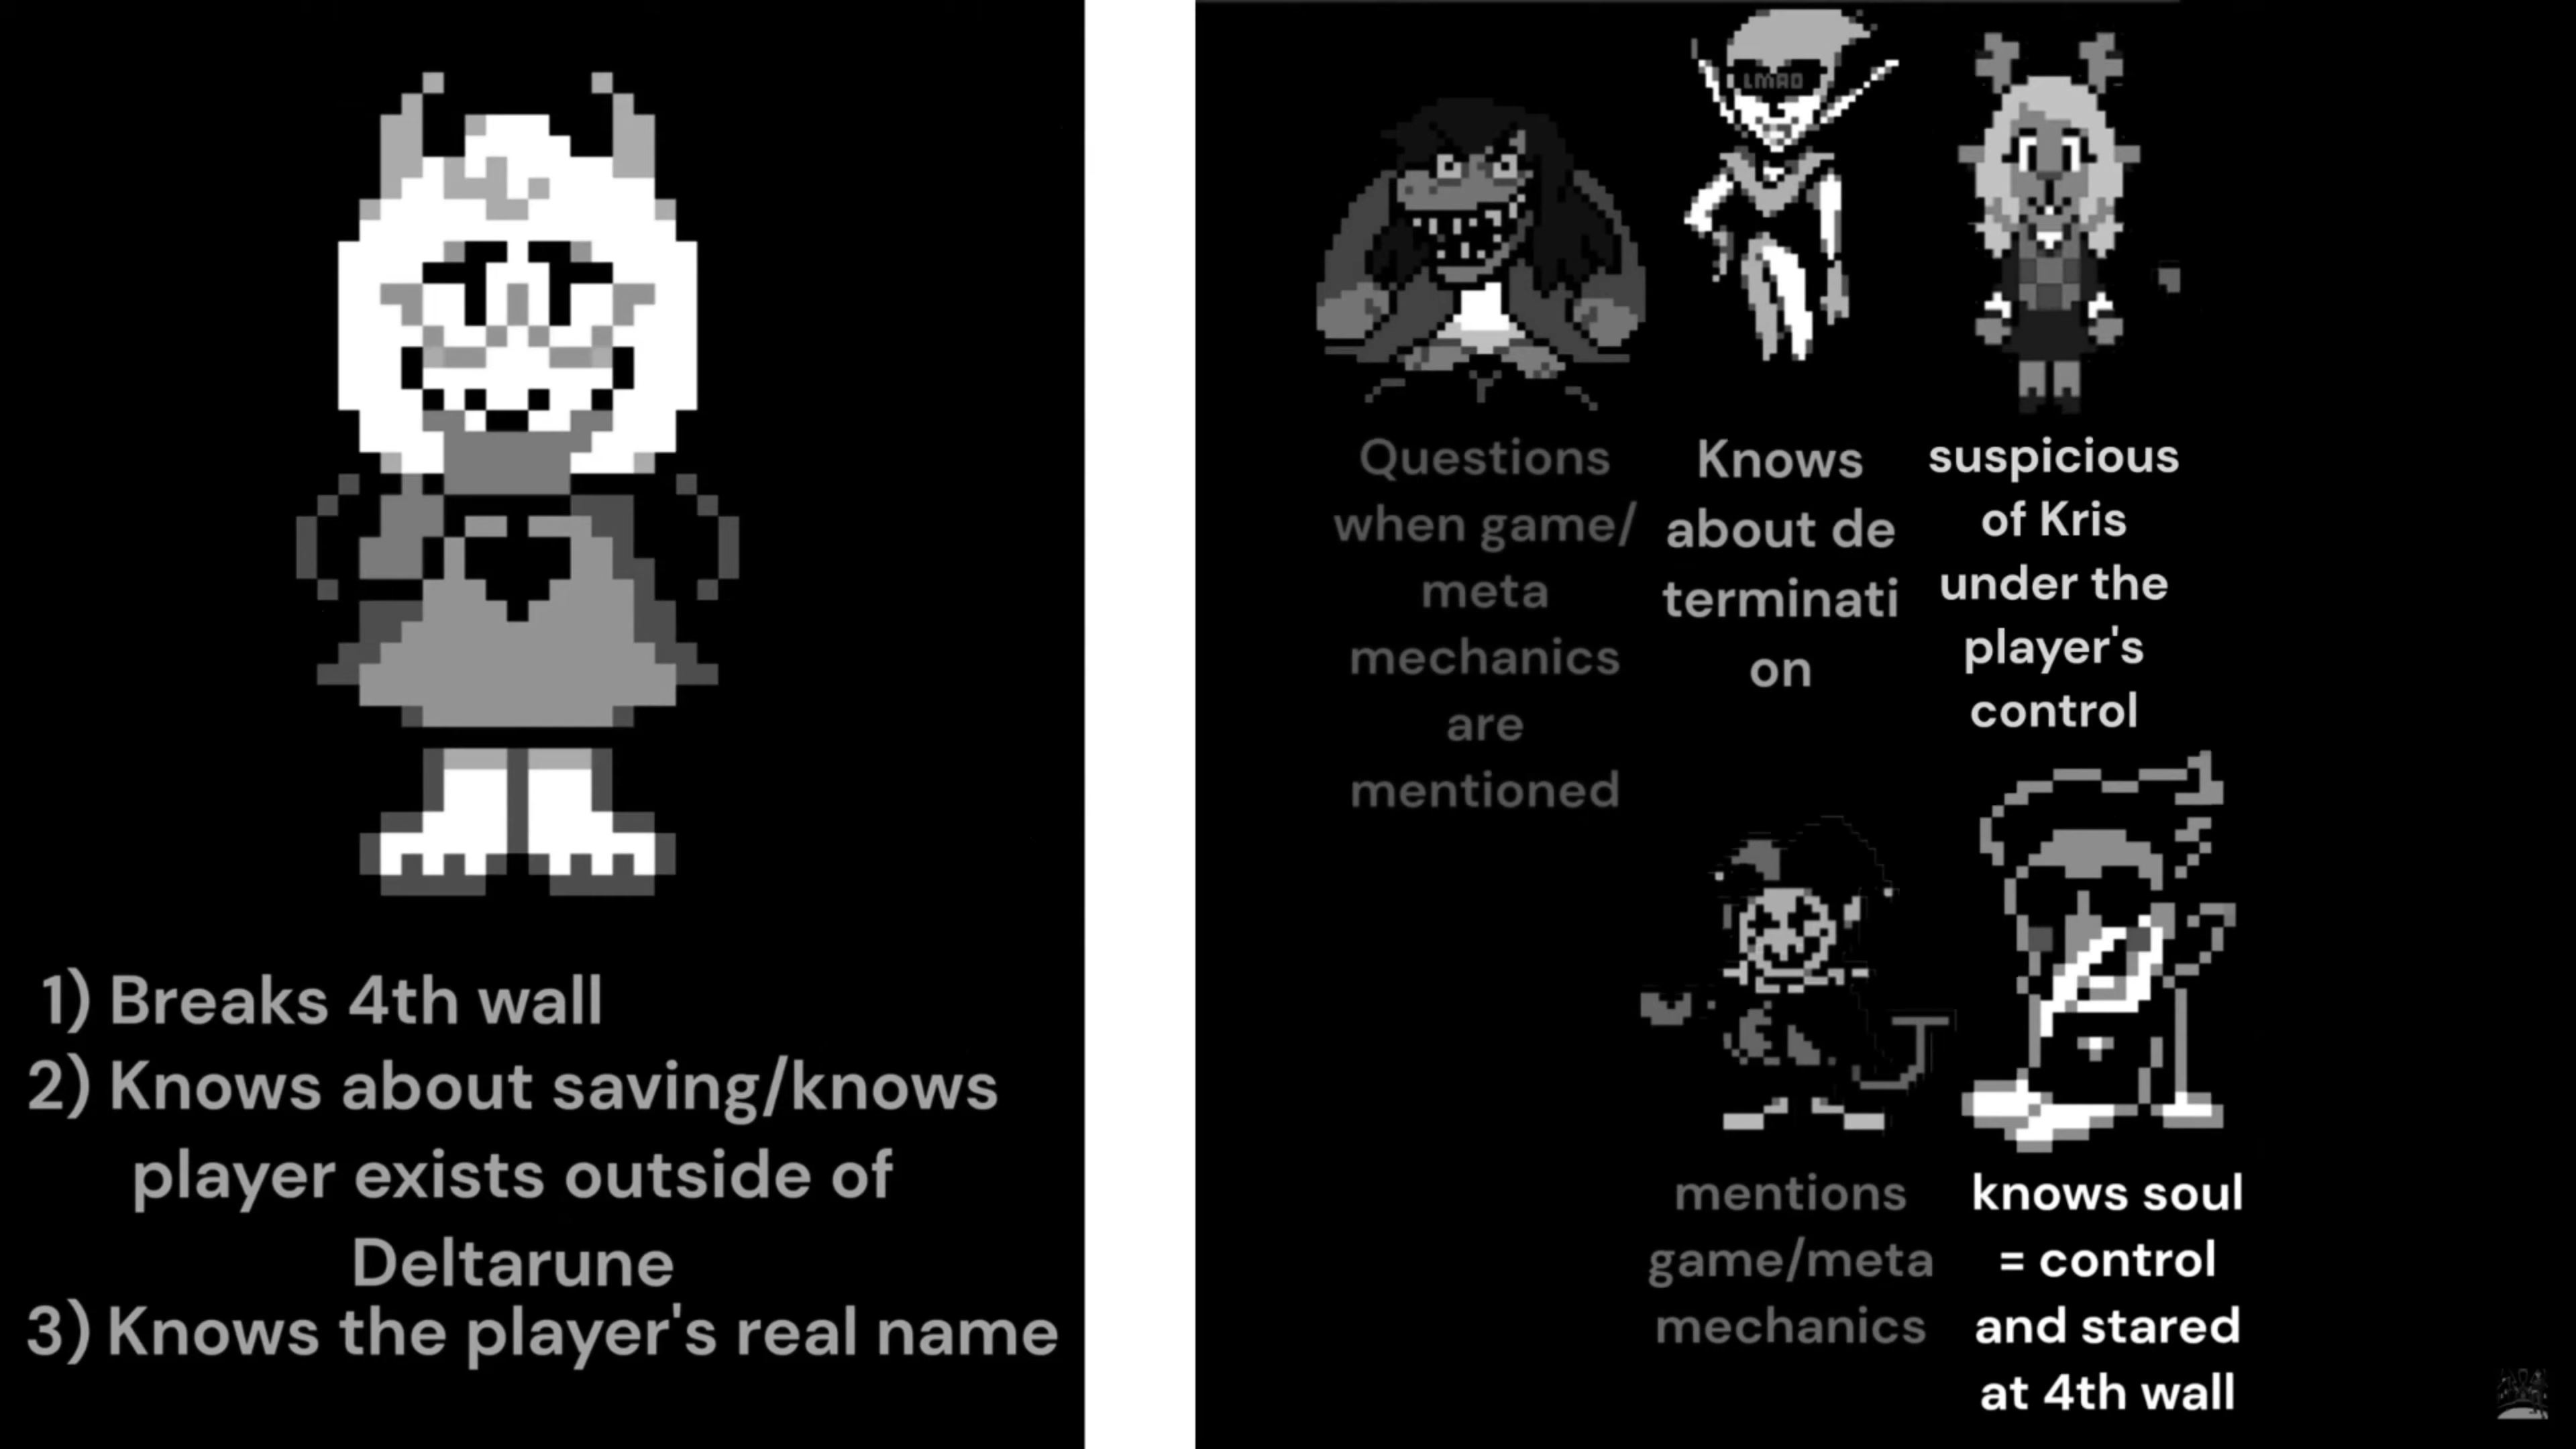 1) Breaks 4th wall
2) Knows about saving/knows
player exists outside of
Deltarune
3) Knows the player's real name
LMAO
Questions
when game/
meta
mechanics
are
mentioned
Knows
about de
terminati
on
suspicious
of Kris
under the
player's
control
mentions
game/meta
mechanics
knows soul
= control
and stared
at 4th wall